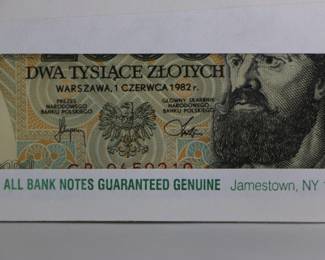 DWA TYSIĄCE ZŁOTYCH
WARSZAWA, 1 CZERWCA 1982 r.
PREZES GŁÓWNY SKARBNIK
NARODOWEGO NARODOWEGO
BANKU POLSKIEGO BANKU POLSKIEGO
ALL BANK NOTES GUARANTEED GENUINE Jamestown, NY